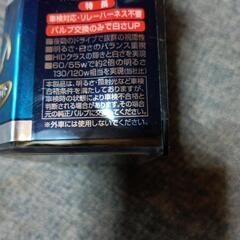 特長
車検対応・リレーハーネス不要
バルブ交換のみで白さUP
●夜間のドライブで抜群の視認性
●明るさ・白さのバランス重視
●HIDクラスの輝きと白さを実現
●60/55wで約2倍の明るさ
130/120w相当を実現(当社比)
本製品は、明るさ・照射光など車検
合格条件を満たしておりますが、
車検時の状態により車検不合格と
判断される場合があります。その場合
元の純正バルブに交換してください。
※外車には使用しないでください。